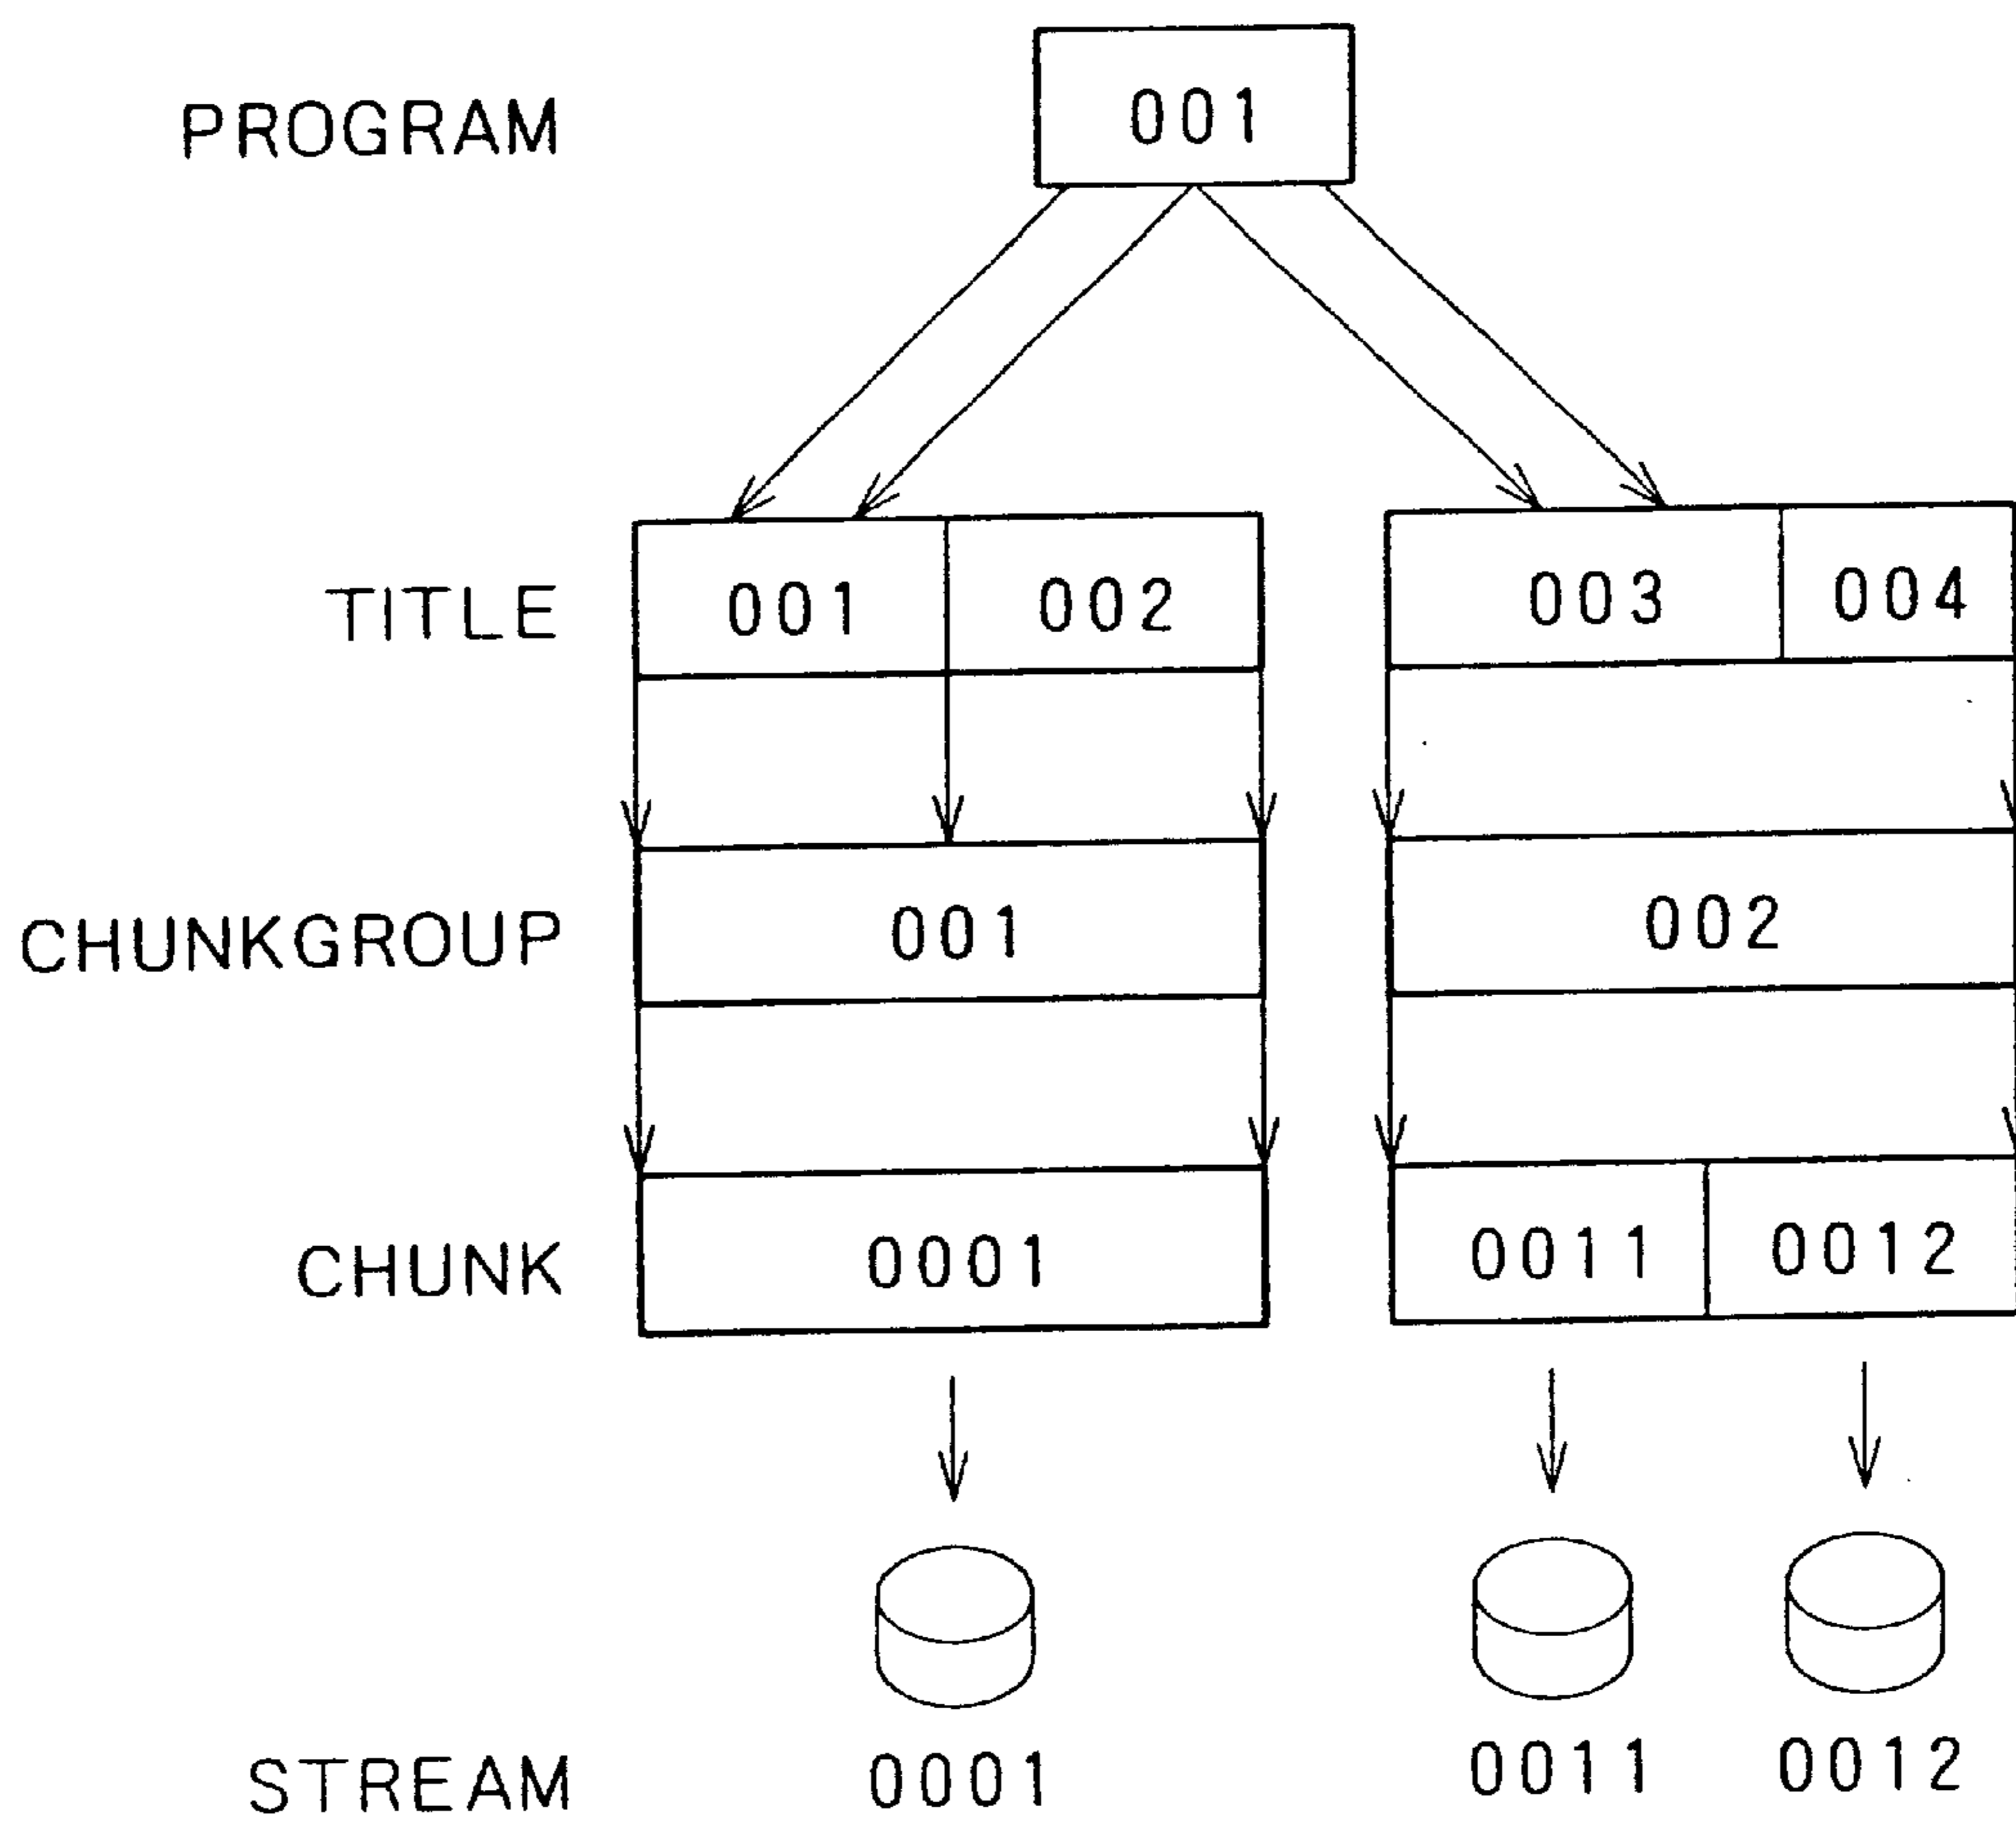 PROGRAM 001
TITLE 001 002 003 004
CHUNKGROUP 001 002
CHUNK 0001 0011 0012
STREAM 0001 0011 0012